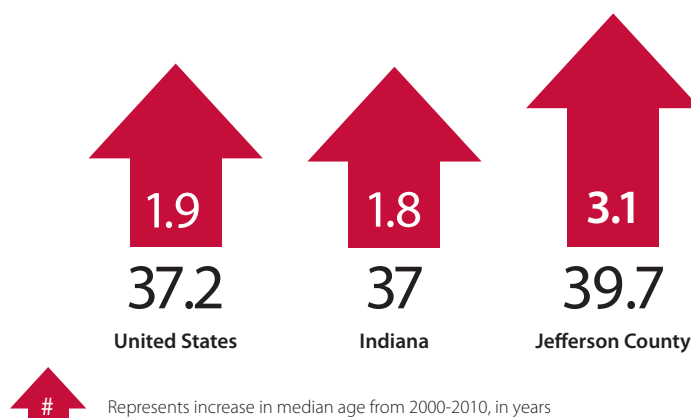 1.9 1.8 3.1
37.2 37 39.7
United States Indiana Jefferson County
# Represents increase in median age from 2000-2010, in years